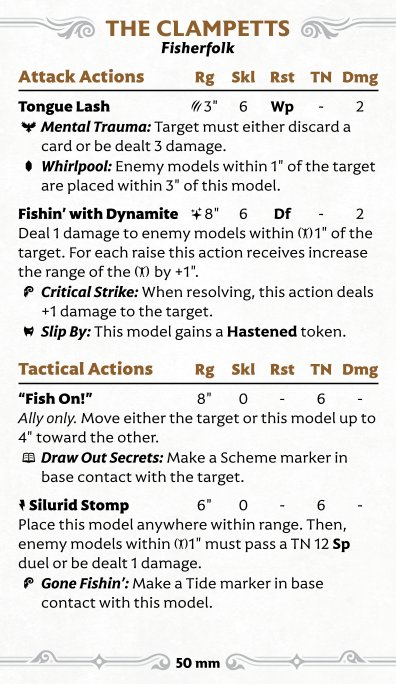 THE CLAMPETTS
Fisherfolk
Attack Actions Rg Skl Rst TN Dmg
Tongue Lash 3" 6 Wp - 2
Mental Trauma: Target must either discard a
card or be dealt 3 damage.
Whirlpool: Enemy models within 1" of the target
are placed within 3" of this model.
Fishin’ with Dynamite 8" 6 Df - 2
Deal 1 damage to enemy models within 1" of the
target. For each raise this action receives increase
the range of the by +1".
Critical Strike: When resolving, this action deals
+1 damage to the target.
Slip By: This model gains a Hastened token.
Tactical Actions Rg Skl Rst TN Dmg
“Fish On!” 8" 0 - 6 -
Ally only. Move either the target or this model up to
4" toward the other.
Draw Out Secrets: Make a Scheme marker in
base contact with the target.
Silurid Stomp 6" 0 - 6 -
Place this model anywhere within range. Then,
enemy models within 1" must pass a TN 12 Sp
duel or be dealt 1 damage.
Gone Fishin’: Make a Tide marker in base
contact with this model.
50 mm